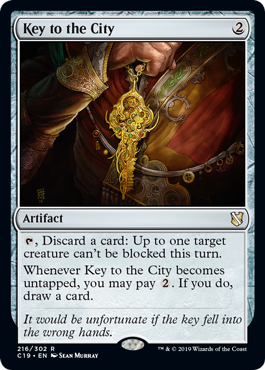 Key to the City 2
Artifact
, Discard a card: Up to one target
creature can't be blocked this turn.
Whenever Key to the City becomes
untapped, you may pay 2. If you do,
draw a card.
It would be unfortunate if the key fell into
the wrong hands.
216/302 R
C19 • EN SEAN MURRAY
™ & © 2019 Wizards of the Coast